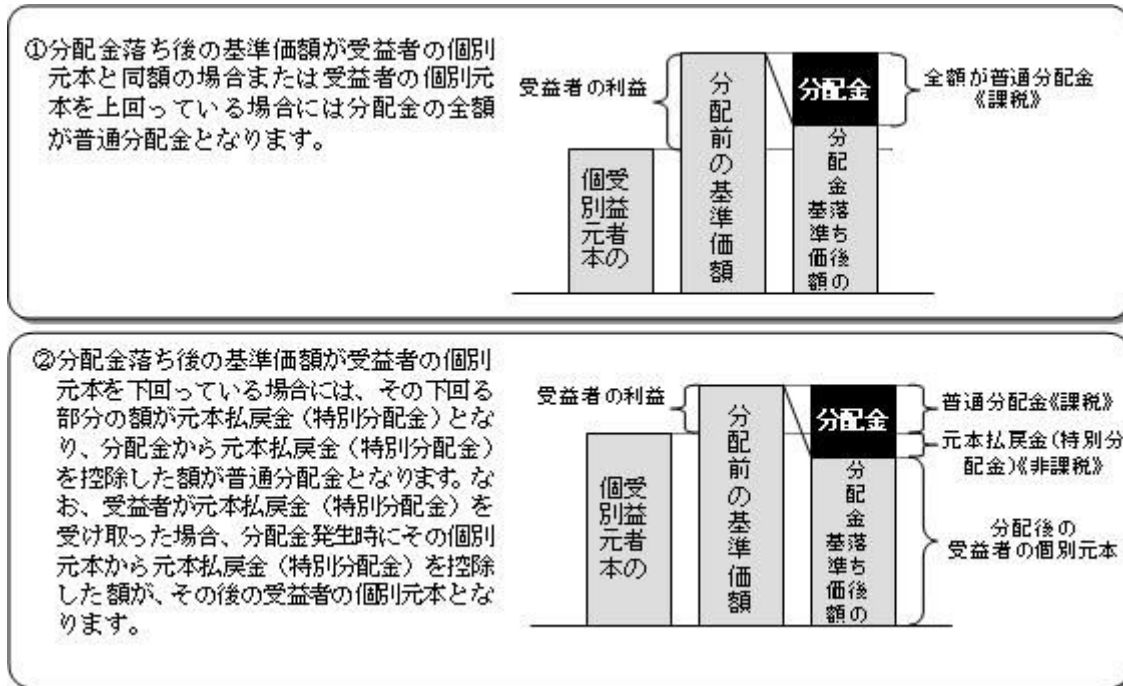 ①分配金落ち後の基準価額が受益者の個別
元本と同額の場合または受益者の個別元
本を上回っている場合には分配金の全額
が普通分配金となります。
受益者の利益
受益者の
個別元本
分配前の基準価額
分配金
分配金落ち後の
基準価額
全額が普通分配金
《課税》
②分配金落ち後の基準価額が受益者の個別
元本を下回っている場合には、その下回る
部分の額が元本払戻金（特別分配金）とな
り、分配金から元本払戻金（特別分配金）
を控除した額が普通分配金となります。な
お、受益者が元本払戻金（特別分配金）を
受け取った場合、分配金発生時にその個別
元本から元本払戻金（特別分配金）を控除
した額が、その後の受益者の個別元本とな
ります。
受益者の利益
受益者の
個別元本
分配前の基準価額
分配金
分配金落ち後の
基準価額
普通分配金《課税》
元本払戻金（特別分
配金）《非課税》
分配後の
受益者の個別元本